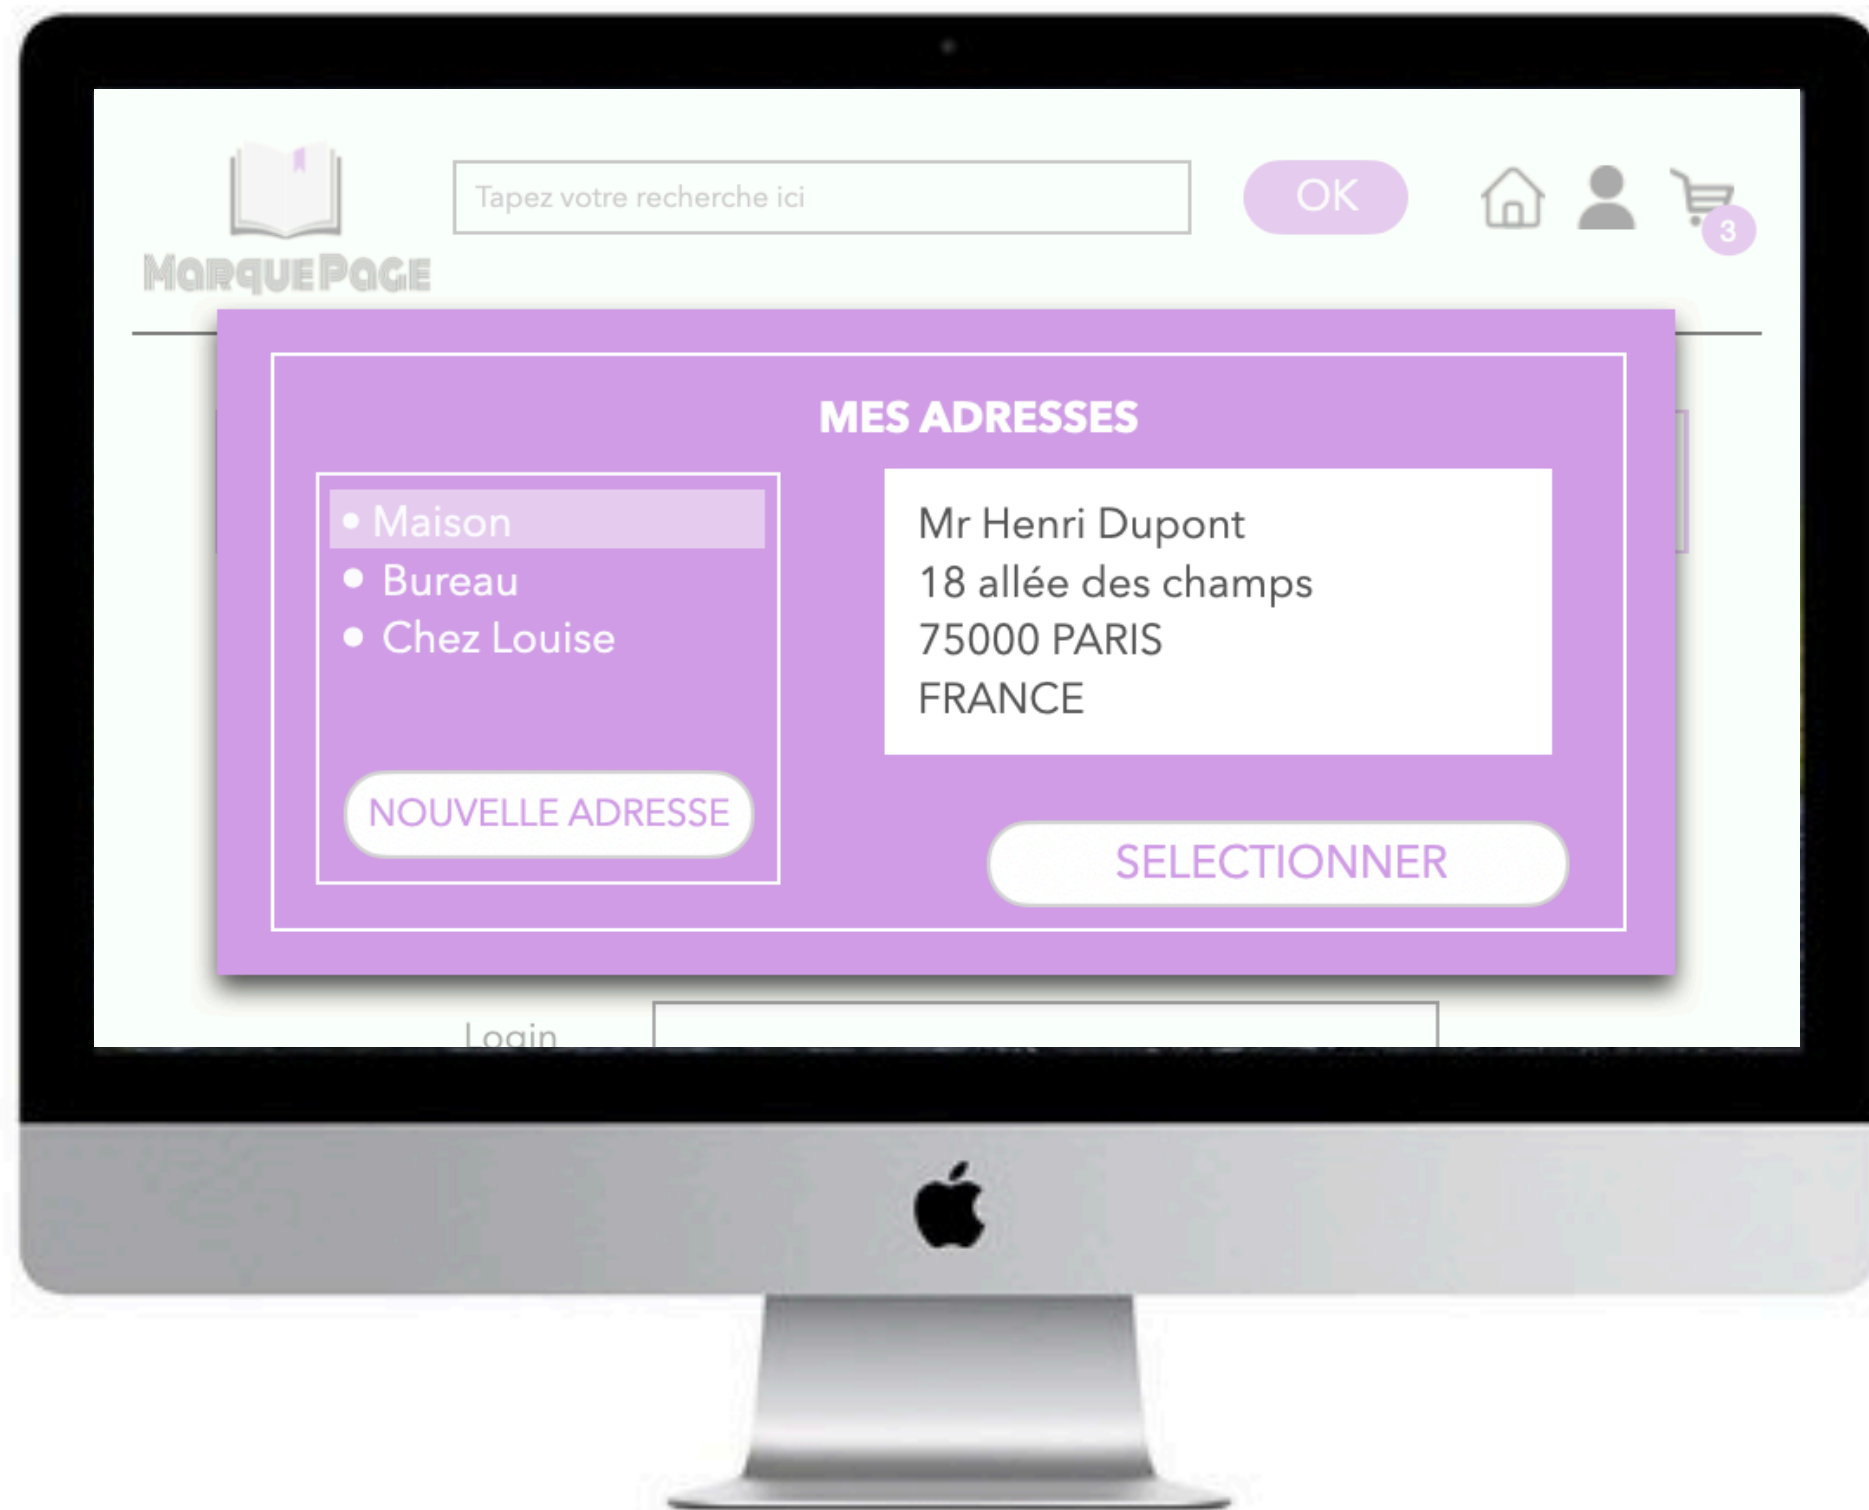 MARQUEPAGE
Tapez votre recherche ici
OK
3
MES ADRESSES
• Maison
• Bureau
• Chez Louise
NOUVELLE ADRESSE
Mr Henri Dupont
18 allée des champs
75000 PARIS
FRANCE
SELECTIONNER
Login